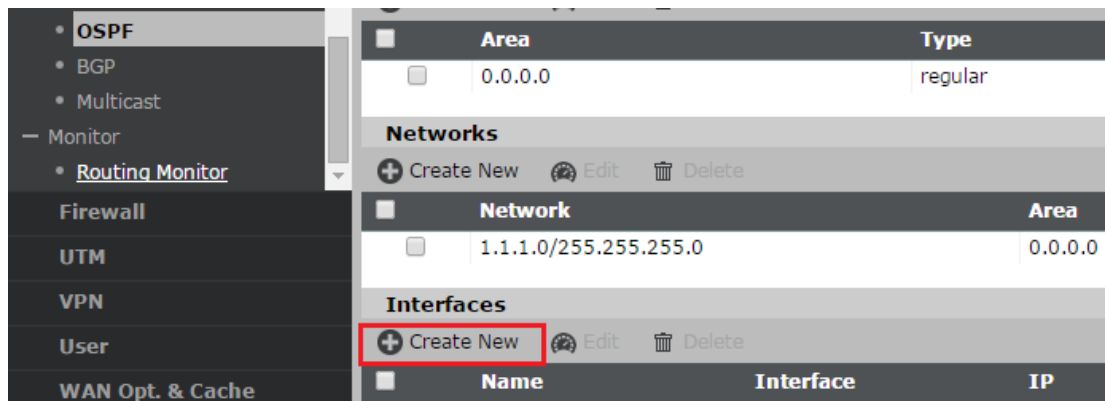 OSPF
BGP
Multicast
Monitor
Routing Monitor
Firewall
UTM
VPN
User
WAN Opt. & Cache
Area Type
0.0.0.0 regular
Networks
Create New Edit Delete
Network Area
1.1.1.0/255.255.255.0 0.0.0.0
Interfaces
Create New Edit Delete
Name Interface IP